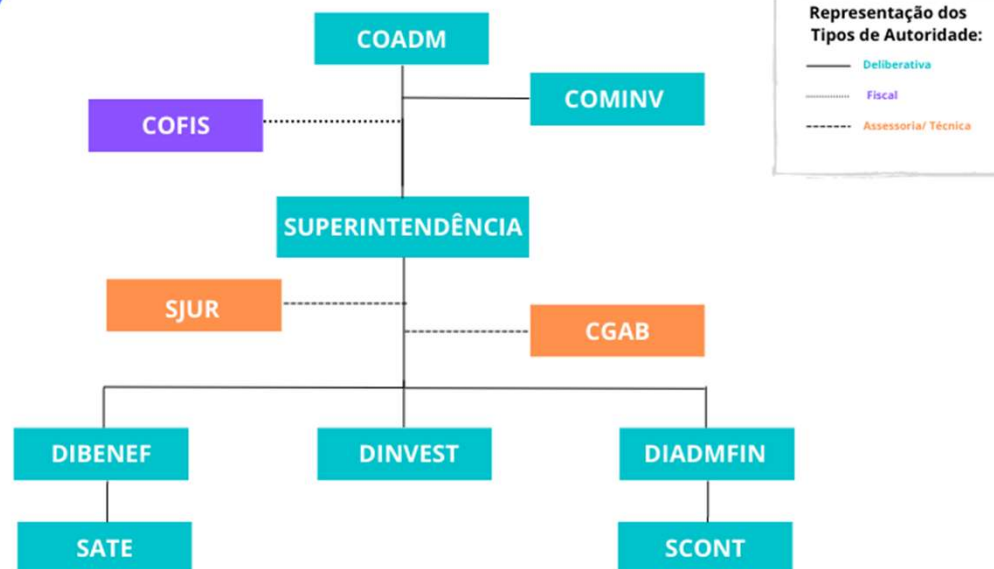 COADM
COMINV
COFIS
SUPERINTENDÊNCIA
SJUR
CGAB
DIBENEF
DINVEST
DIADMFIN
SATE
SCONT
Representação dos
Tipos de Autoridade:
Deliberativa
Fiscal
Assessoria/ Técnica